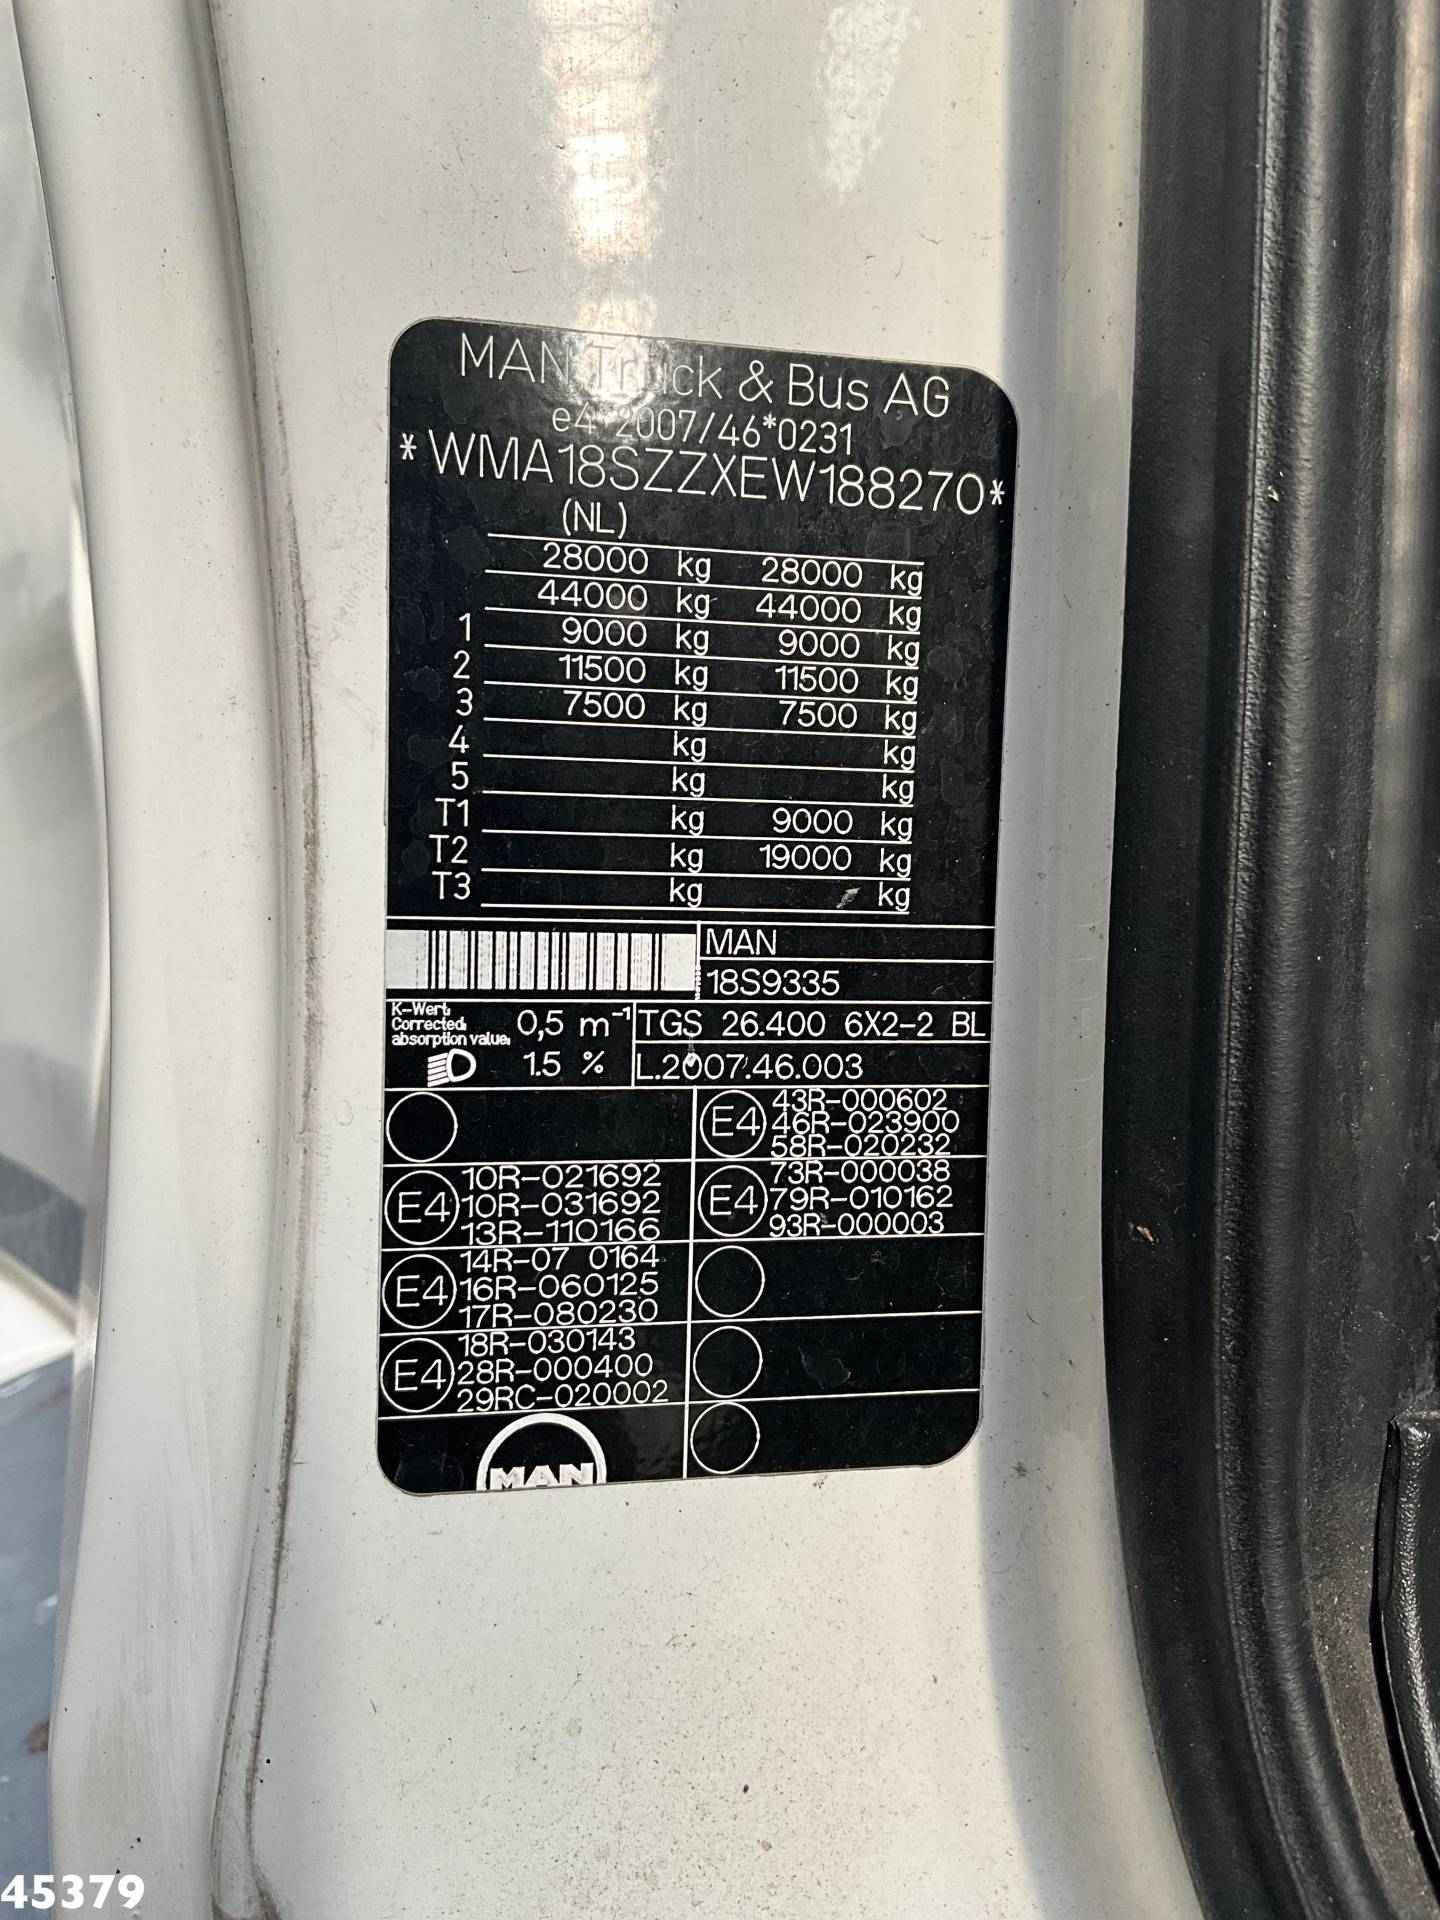 MAN Truck & Bus AG
e4*2007/46*0231
*WMA18SZZXEW188270*
(NL)
28000 kg 28000 kg
44000 kg 44000 kg
1 9000 kg 9000 kg
2 11500 kg 11500 kg
3 7500 kg 7500 kg
4 kg kg
5 kg kg
T1 kg 9000 kg
T2 kg 19000 kg
T3 kg kg
MAN
18S9335
K-Wert:
Corrected
absorption value:
0,5 m⁻¹
TGS 26.400 6X2-2 BL
1.5 %
L.2007.46.003
E4
10R-021692
10R-031692
13R-110166
E4
14R-07 0164
16R-060125
17R-080230
E4
18R-030143
28R-000400
29RC-020002
E4
43R-000602
46R-023900
58R-020232
E4
73R-000038
79R-010162
93R-000003
MAN
45379